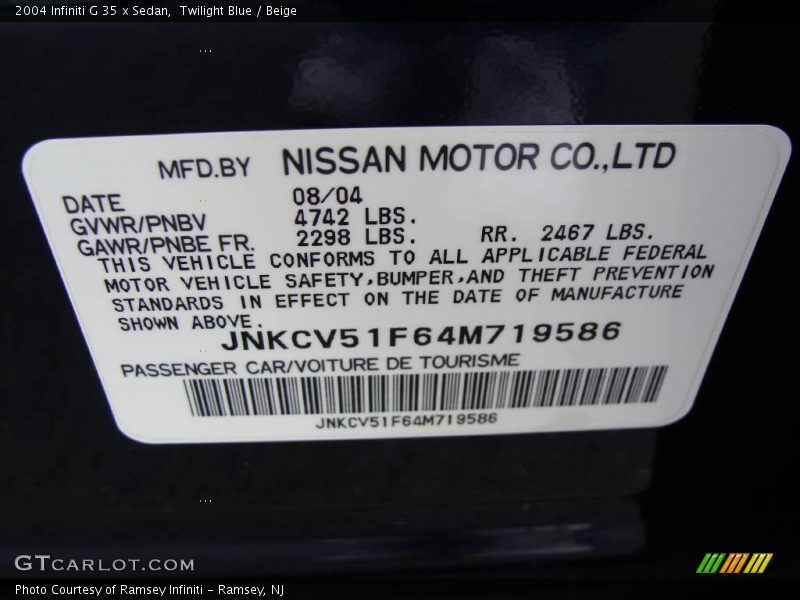 2004 Infiniti G 35 x Sedan,  Twilight Blue / Beige
MFD.BY NISSAN MOTOR CO.,LTD
DATE 08/04
GVWR/PNBV 4742 LBS.
GAWR/PNBE FR. 2298 LBS. RR. 2467 LBS.
THIS VEHICLE CONFORMS TO ALL APPLICABLE FEDERAL
MOTOR VEHICLE SAFETY,BUMPER,AND THEFT PREVENTION
STANDARDS IN EFFECT ON THE DATE OF MANUFACTURE
SHOWN ABOVE.
JNKCV51F64M719586
PASSENGER CAR/VOITURE DE TOURISME
JNKCV51F64M719586
GTCARLOT.COM
Photo Courtesy of Ramsey Infiniti - Ramsey, NJ